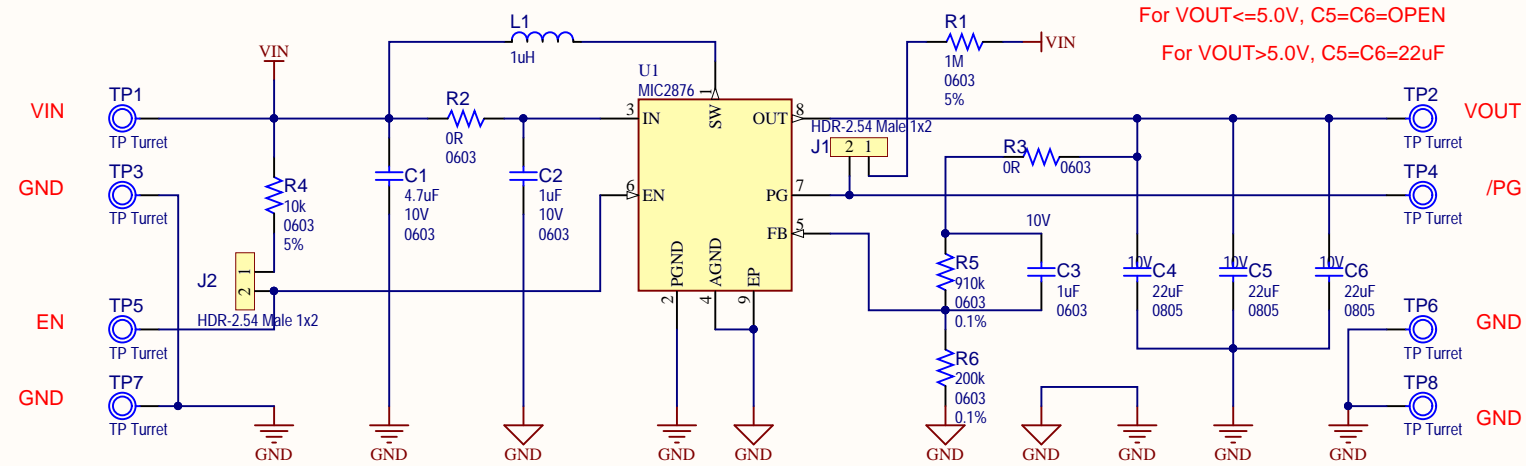 For VOUT<=5.0V, C5=C6=OPEN
For VOUT>5.0V, C5=C6=22uF
L1
1uH
R1
1M
0603
5%
VIN
VIN
U1
MIC2876
VIN
TP1
TP Turret
R2
0R
0603
3
IN
1
SW
OUT
8
HDR-2.54 Male 1x2
J1
2 1
TP2
VOUT
TP Turret
GND
TP3
TP Turret
R4
10k
0603
5%
C1
4.7uF
10V
0603
C2
1uF
10V
0603
6
EN
PG
7
FB
5
R3
0R
0603
TP4
/PG
TP Turret
J2
1
2
HDR-2.54 Male 1x2
PGND
2
AGND
4
EP
9
R5
910k
0603
0.1%
10V
C3
1uF
0603
10V
C4
22uF
0805
10V
C5
22uF
0805
10V
C6
22uF
0805
EN
TP5
TP Turret
TP6
GND
TP Turret
R6
200k
0603
0.1%
GND
TP7
TP Turret
TP8
GND
TP Turret
GND
GND
GND
GND
GND
GND
GND
GND
GND
GND